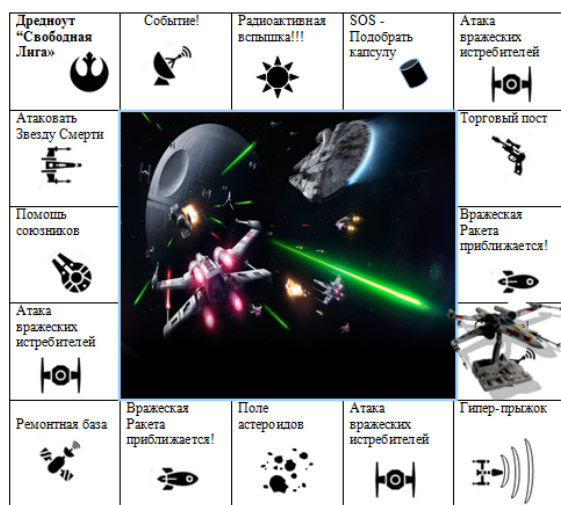 Дредноут
“Свободная
Лига»
Событие!
Радиоактивная
вспышка!!!
SOS -
Подобрать
капсулу
Атака
вражеских
истребителей
Атаковать
Звезду Смерти
Торговый пост
Помощь
союзников
Вражеская
Ракета
приближается!
Атака
вражеских
истребителей
Ремонтная база
Вражеская
Ракета
приближается!
Поле
астероидов
Атака
вражеских
истребителей
Гипер-прыжок